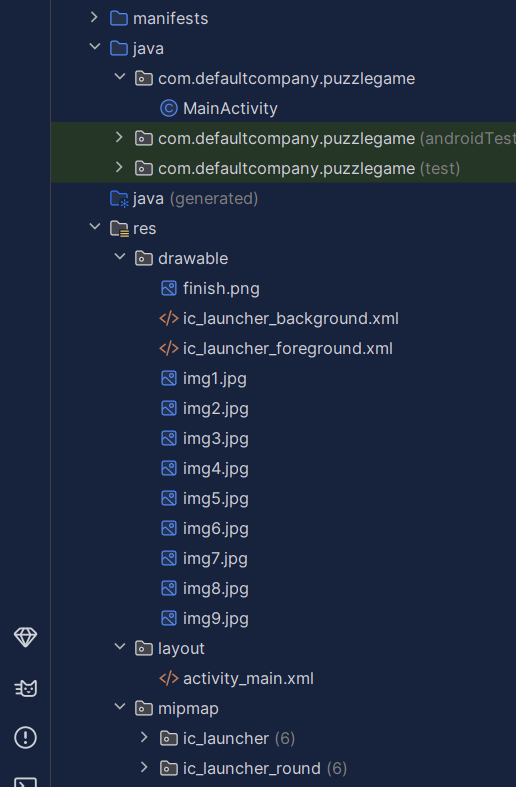 manifests
java
com.defaultcompany.puzzlegame
MainActivity
com.defaultcompany.puzzlegame (androidTest
com.defaultcompany.puzzlegame (test)
java (generated)
res
drawable
finish.png
ic_launcher_background.xml
ic_launcher_foreground.xml
img1.jpg
img2.jpg
img3.jpg
img4.jpg
img5.jpg
img6.jpg
img7.jpg
img8.jpg
img9.jpg
layout
activity_main.xml
mipmap
ic_launcher (6)
ic_launcher_round (6)